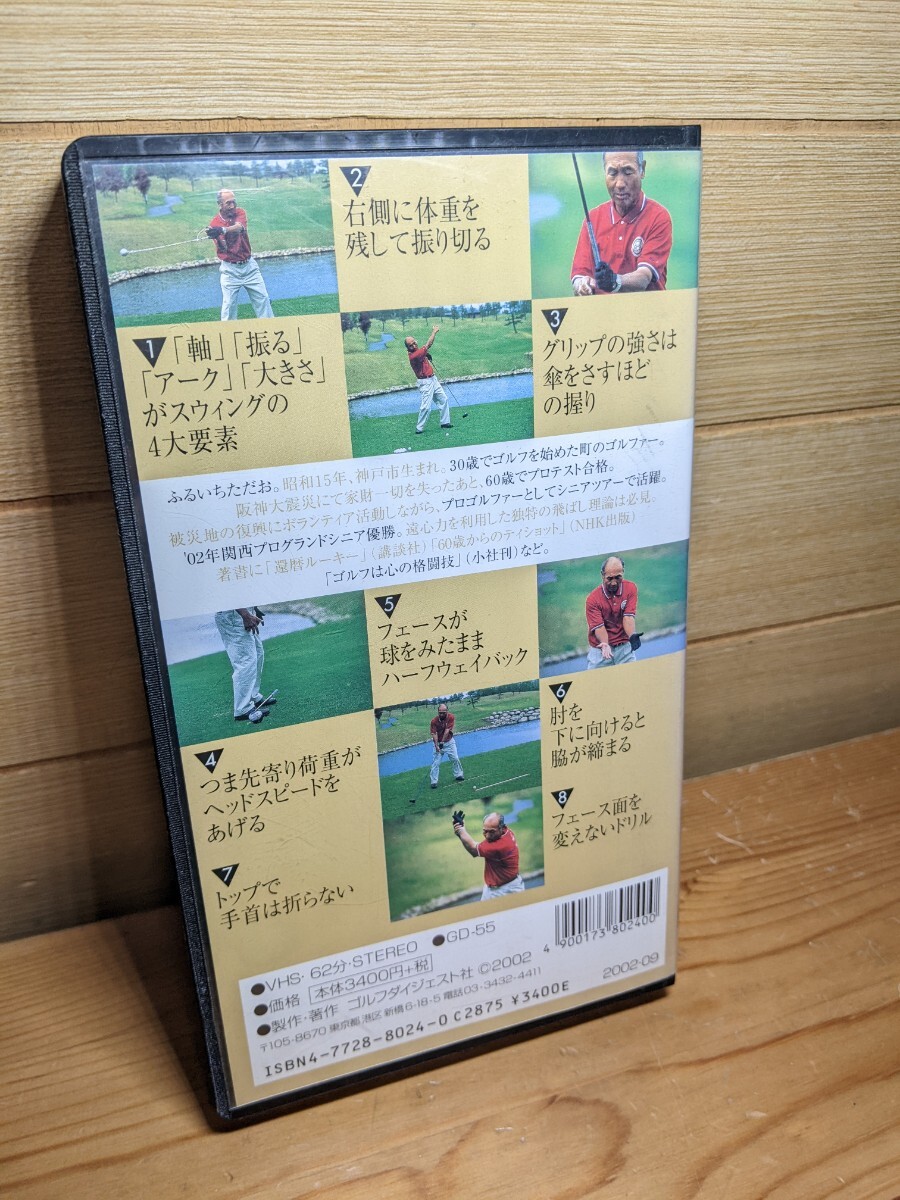 1
「軸」「振る」
「アーク」「大きさ」
がスウィングの
4大要素
2
右側に体重を
残して振り切る
3
グリップの強さは
傘をさすほど
の握り
ふるいちただお。昭和15年、神戸市生まれ。30歳でゴルフを始めた町のゴルファー。
阪神大震災にて家財一切を失ったあと、60歳でプロテスト合格。
被災地の復興にボランティア活動しながら、プロゴルファーとしてシニアツアーで活躍。
'02年関西プログランドシニア優勝。遠心力を利用した独特の飛ばし理論は必見。
著書に「還暦ルーキー」(講談社)「60歳からのティショット」(NHK出版)
「ゴルフは心の格闘技」(小社刊)など。
4
つま先寄り荷重が
ヘッドスピードを
あげる
5
フェースが
球をみたまま
ハーフウェイバック
6
肘を
下に向けると
脇が締まる
7
トップで
手首は折らない
8
フェース面を
変えないドリル
●VHS・62分・STEREO ●GD-55
●価格 本体3400円+税
●製作・著作 ゴルフダイジェスト社 ©2002
〒105-8670 東京都港区新橋6-18-5 電話03-3432-4411
ISBN4-7728-8024-0 C2875 ¥3400E
4 900173 802400
2002-09